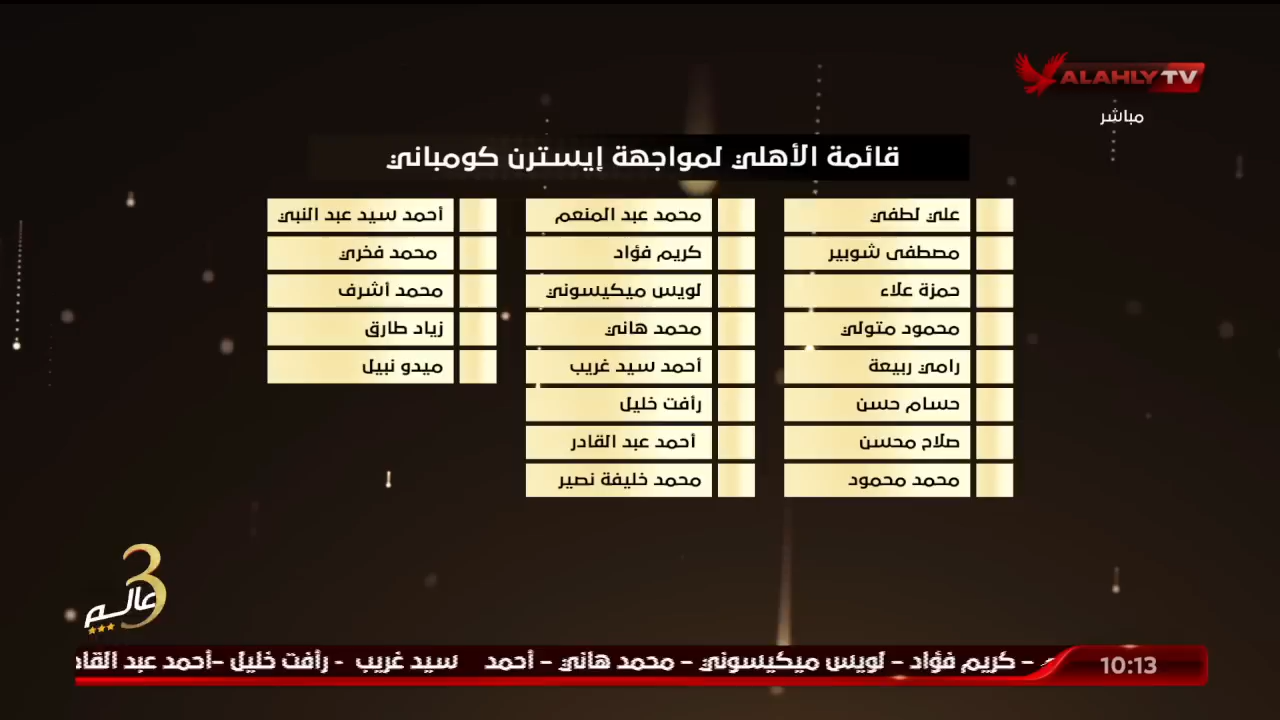 ALAHLY TV
مباشر
قائمة الأهلي لمواجهة إيسترن كومباني
علي لطفي
مصطفى شوبير
حمزة علاء
محمود متولي
رامي ربيعة
حسام حسن
صلاح محسن
محمد محمود
محمد عبد المنعم
كريم فؤاد
لويس ميكيسوني
محمد هاني
أحمد سيد غريب
رأفت خليل
أحمد عبد القادر
محمد خليفة نصير
أحمد سيد عبد النبي
محمد فخري
محمد أشرف
زياد طارق
ميدو نبيل
3 عالم
– كريم فؤاد – لويس ميكيسوني – محمد هاني – أحمد سيد غريب - رأفت خليل –أحمد عبد
10:13